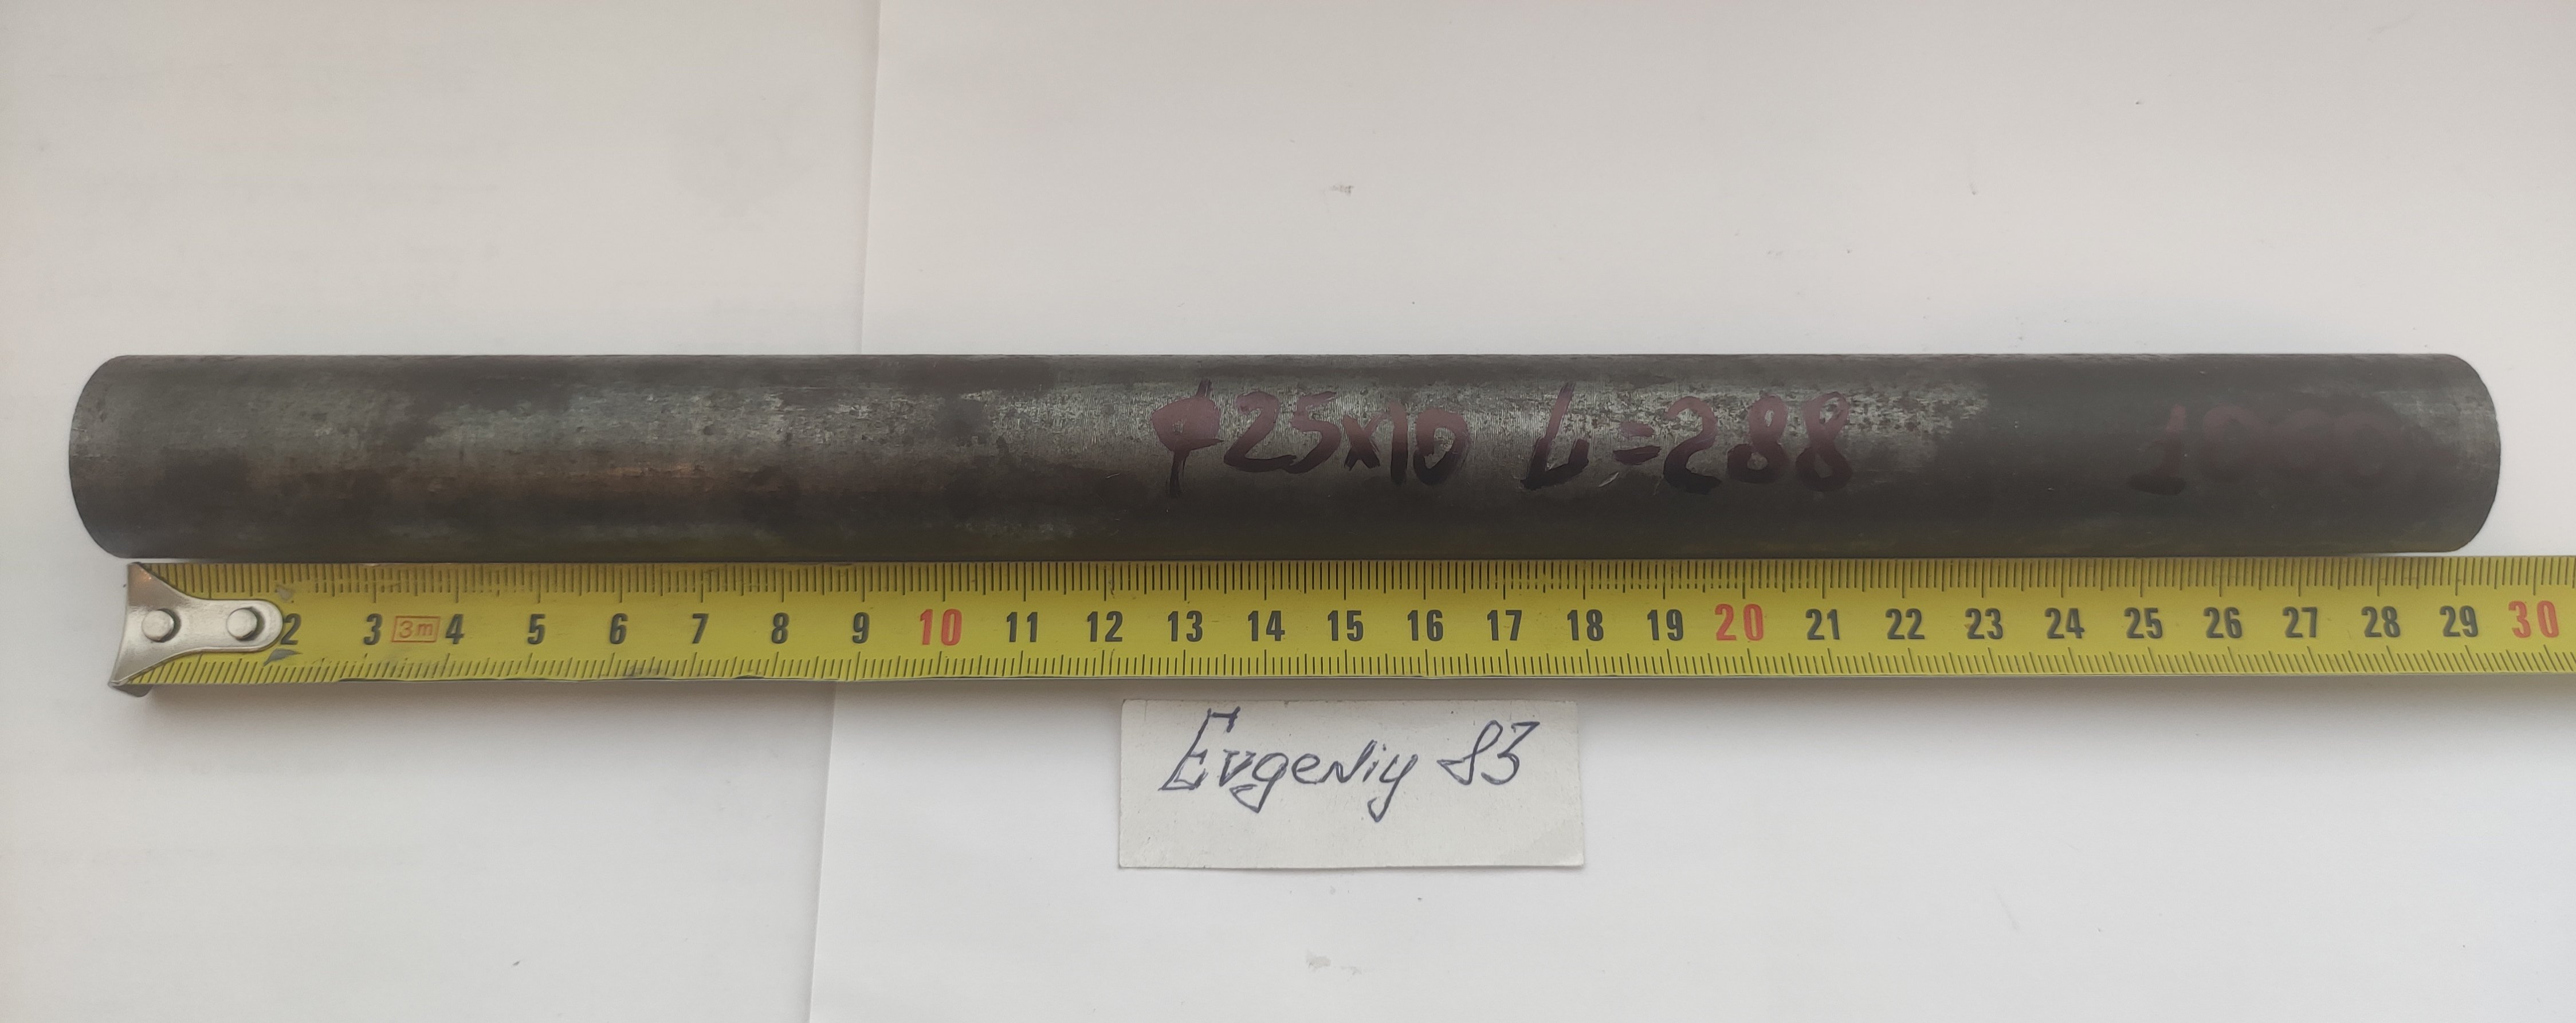 φ25x10 L=288
2 3 3m 4 5 6 7 8 9 10 11 12 13 14 15 16 17 18 19 20 21 22 23 24 25 26 27 28 29 30
Evgeniy 83